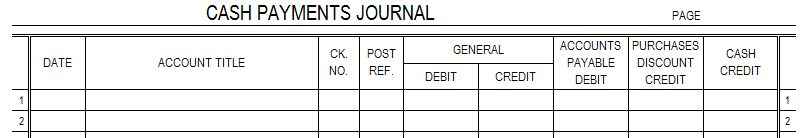 CASH PAYMENTS JOURNAL PAGE
DATE ACCOUNT TITLE CK. NO. POST REF. GENERAL ACCOUNTS PAYABLE DEBIT PURCHASES DISCOUNT CREDIT CASH CREDIT
DEBIT CREDIT
1 1
2 2